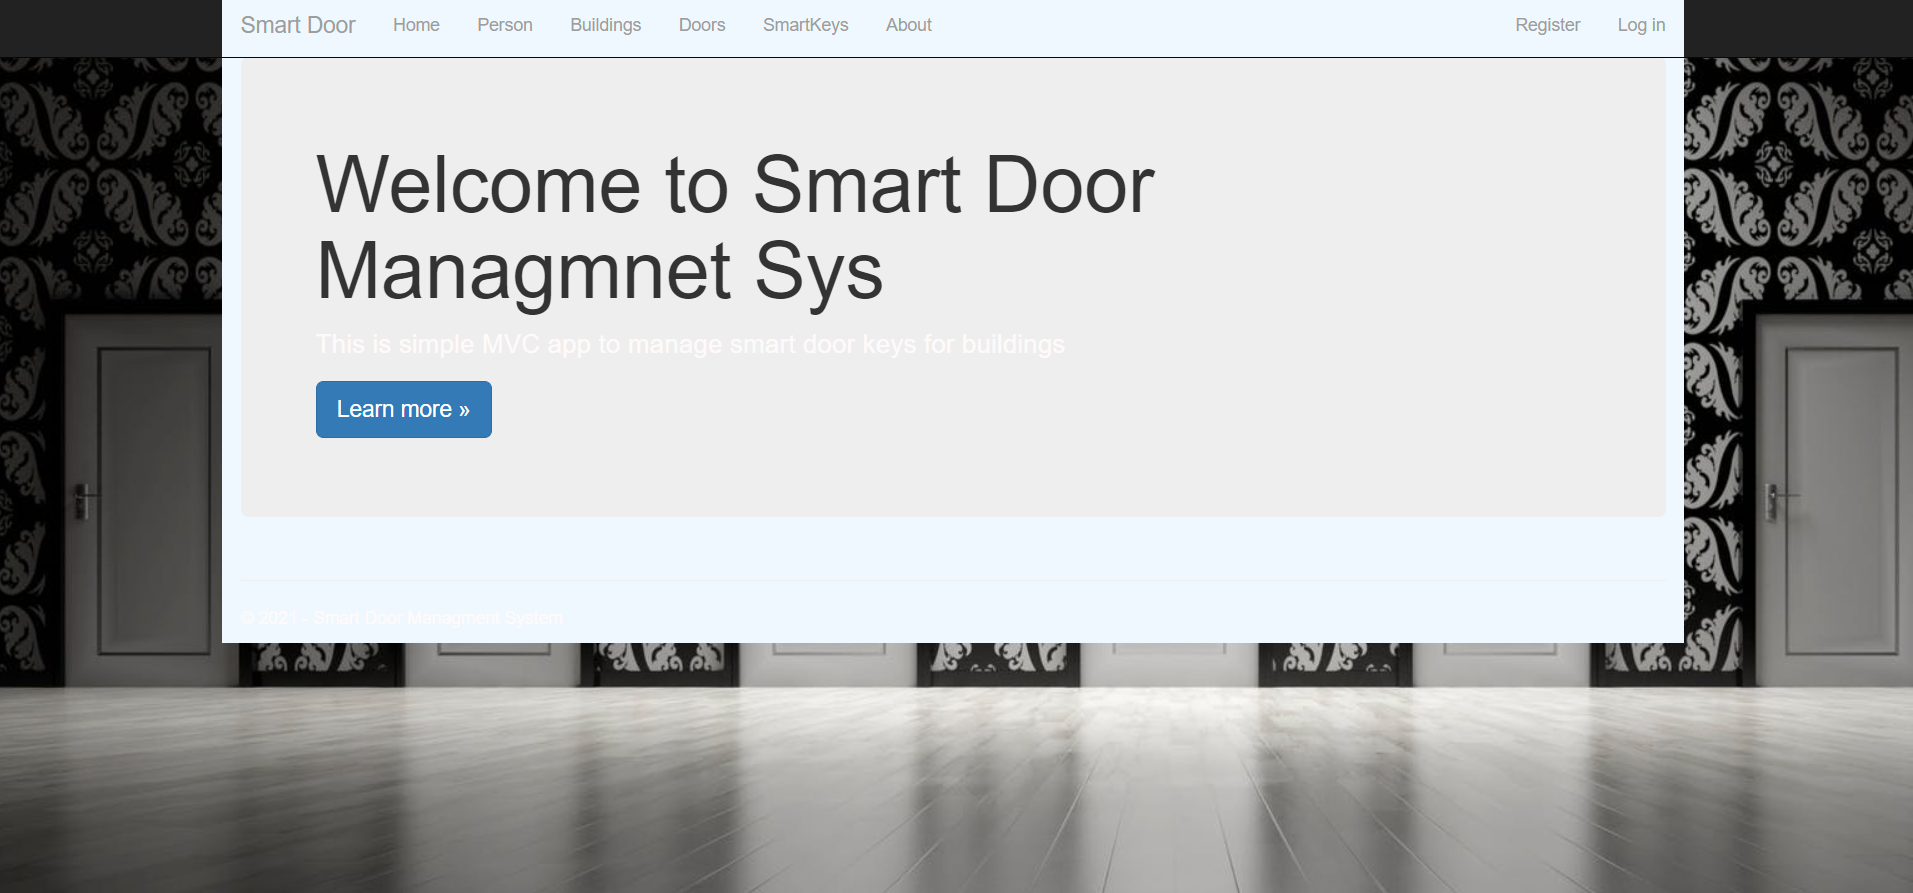 Smart Door Home Person Buildings Doors SmartKeys About Register Log in
Welcome to Smart Door
Managmnet Sys
This is simple MVC app to manage smart door keys for buildings
Learn more »
© 2021 - Smart Door Managment System